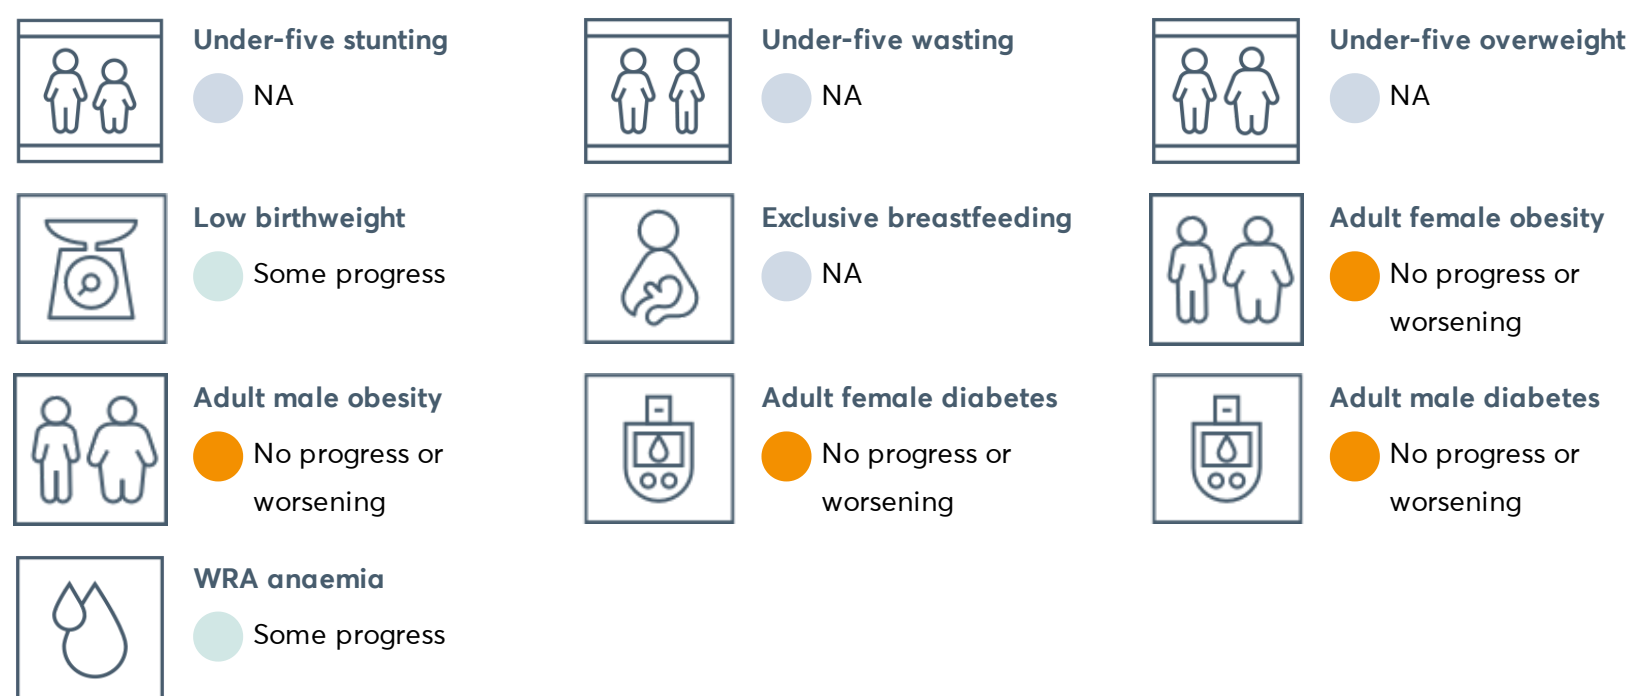 Under-five stunting
NA
Under-five wasting
NA
Under-five overweight
NA
Low birthweight
Some progress
Exclusive breastfeeding
NA
Adult female obesity
No progress or
worsening
Adult male obesity
No progress or
worsening
Adult female diabetes
No progress or
worsening
Adult male diabetes
No progress or
worsening
WRA anaemia
Some progress